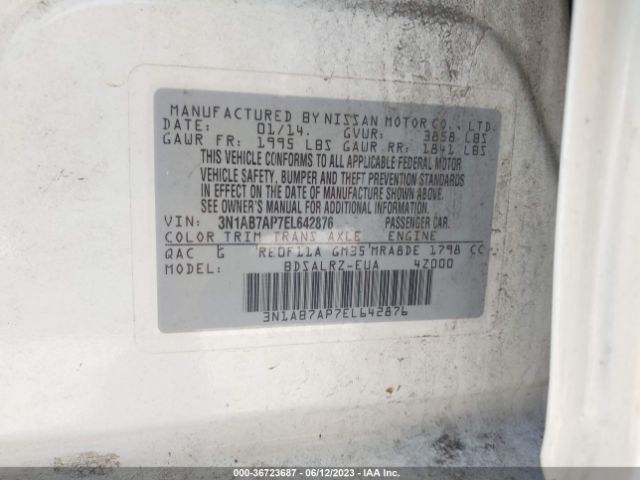 MANUFACTURED BY NISSAN MOTOR CO., LTD.
DATE: 01/14. GVWR: 3858 LBS
GAWR FR: 1995 LBS GAWR RR: 1841 LBS
THIS VEHICLE CONFORMS TO ALL APPLICABLE FEDERAL MOTOR
VEHICLE SAFETY, BUMPER AND THEFT PREVENTION STANDARDS
IN EFFECT ON THE DATE OF MANUFACTURE SHOWN ABOVE.
SEE OWNER'S MANUAL FOR ADDITIONAL INFORMATION.
VIN: 3N1AB7AP7EL642876 PASSENGER CAR.
COLOR TRIM TRANS AXLE ENGINE
QAC G RE0F11A GM35 MRA8DE 1798 CC
MODEL: BDSALRZ-EUA 4Z000
3N1AB7AP7EL642876
000-36723687 - 06/12/2023 - IAAI.COM